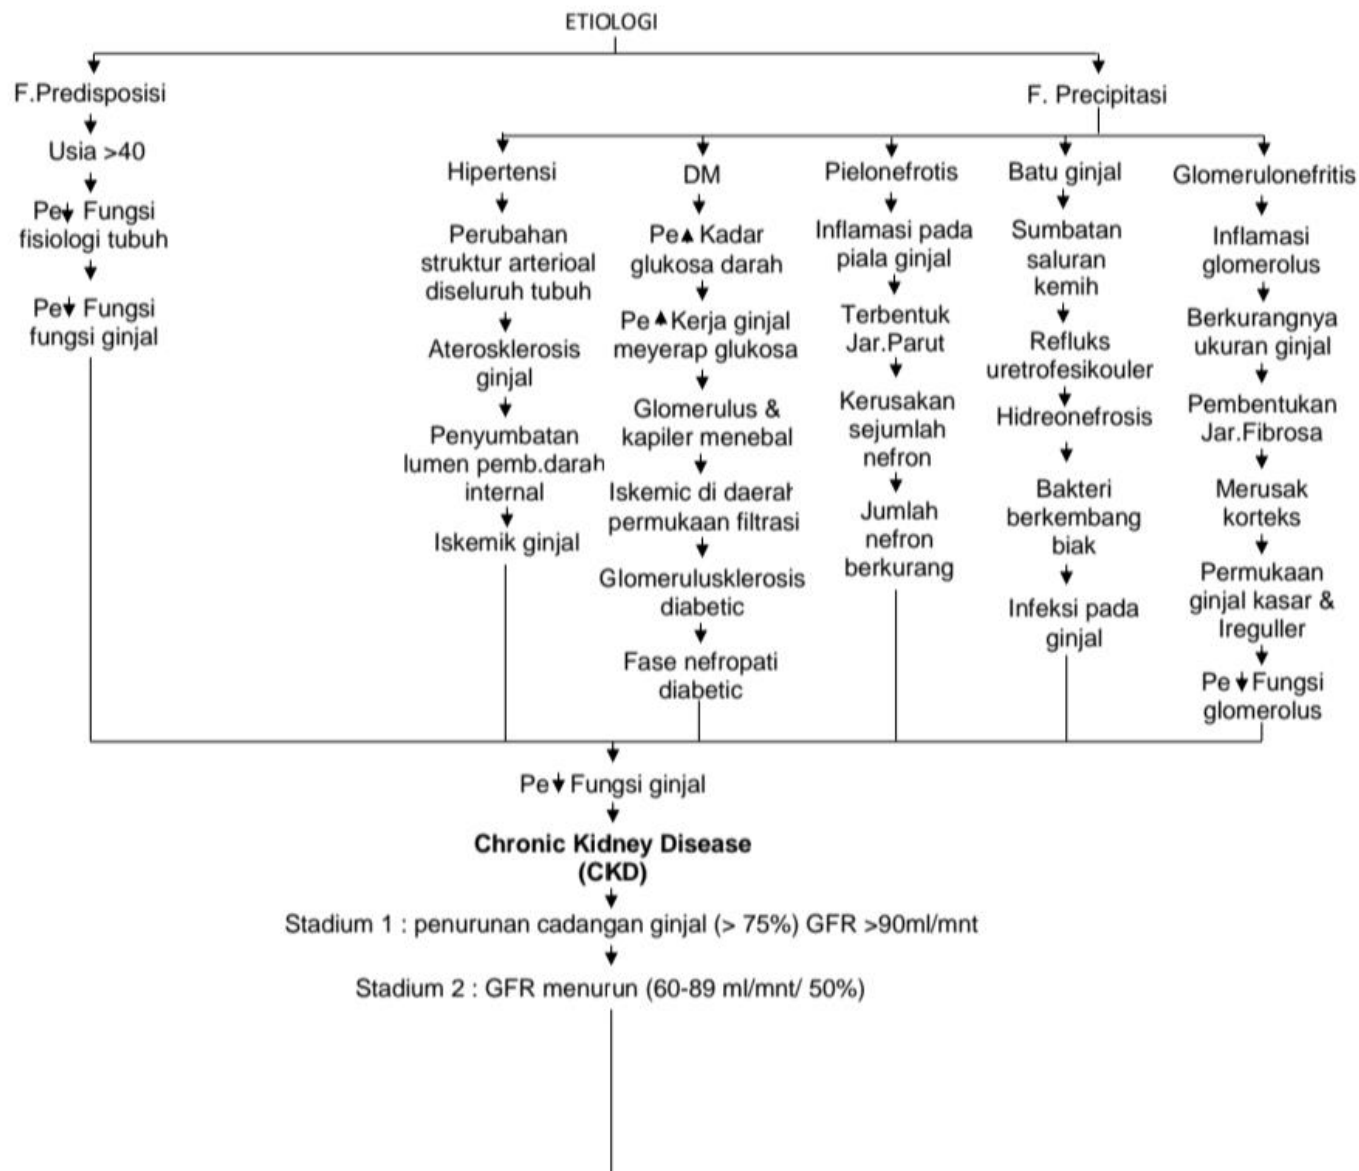 ETIOLOGI
F.Predisposisi
Usia >40
Pe↓ Fungsi
fisiologi tubuh
Pe↓ Fungsi
fungsi ginjal
F. Precipitasi
Hipertensi
Perubahan
struktur arterioal
diseluruh tubuh
Aterosklerosis
ginjal
Penyumbatan
lumen pemb.darah
internal
Iskemik ginjal
DM
Pe▲ Kadar
glukosa darah
Pe▲Kerja ginjal
meyerap glukosa
Glomerulus &
kapiler menebal
Iskemic di daerah
permukaan filtrasi
Glomerulusklerosis
diabetic
Fase nefropati
diabetic
Pielonefrotis
Inflamasi pada
piala ginjal
Terbentuk
Jar.Parut
Kerusakan
sejumlah
nefron
Jumlah
nefron
berkurang
Batu ginjal
Sumbatan
saluran
kemih
Refluks
uretrofesikouler
Hidreonefrosis
Bakteri
berkembang
biak
Infeksi pada
ginjal
Glomerulonefritis
Inflamasi
glomerolus
Berkurangnya
ukuran ginjal
Pembentukan
Jar.Fibrosa
Merusak
korteks
Permukaan
ginjal kasar &
Ireguller
Pe↓Fungsi
glomerolus
Pe↓Fungsi ginjal
Chronic Kidney Disease
(CKD)
Stadium 1 : penurunan cadangan ginjal (> 75%) GFR >90ml/mnt
Stadium 2 : GFR menurun (60-89 ml/mnt/ 50%)